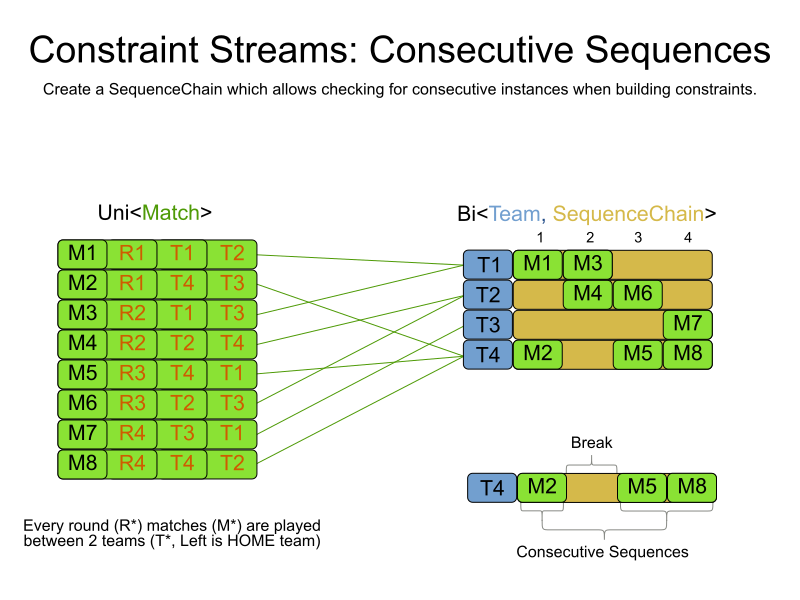 Constraint Streams: Consecutive Sequences
Create a SequenceChain which allows checking for consecutive instances when building constraints.
Uni<Match>
M1 R1 T1 T2
M2 R1 T4 T3
M3 R2 T1 T3
M4 R2 T2 T4
M5 R3 T4 T1
M6 R3 T2 T3
M7 R4 T3 T1
M8 R4 T4 T2
Every round (R*) matches (M*) are played
between 2 teams (T*, Left is HOME team)
Bi<Team, SequenceChain>
1 2 3 4
T1 M1 M3
T2 M4 M6
T3 M7
T4 M2 M5 M8
Break
T4 M2 M5 M8
Consecutive Sequences